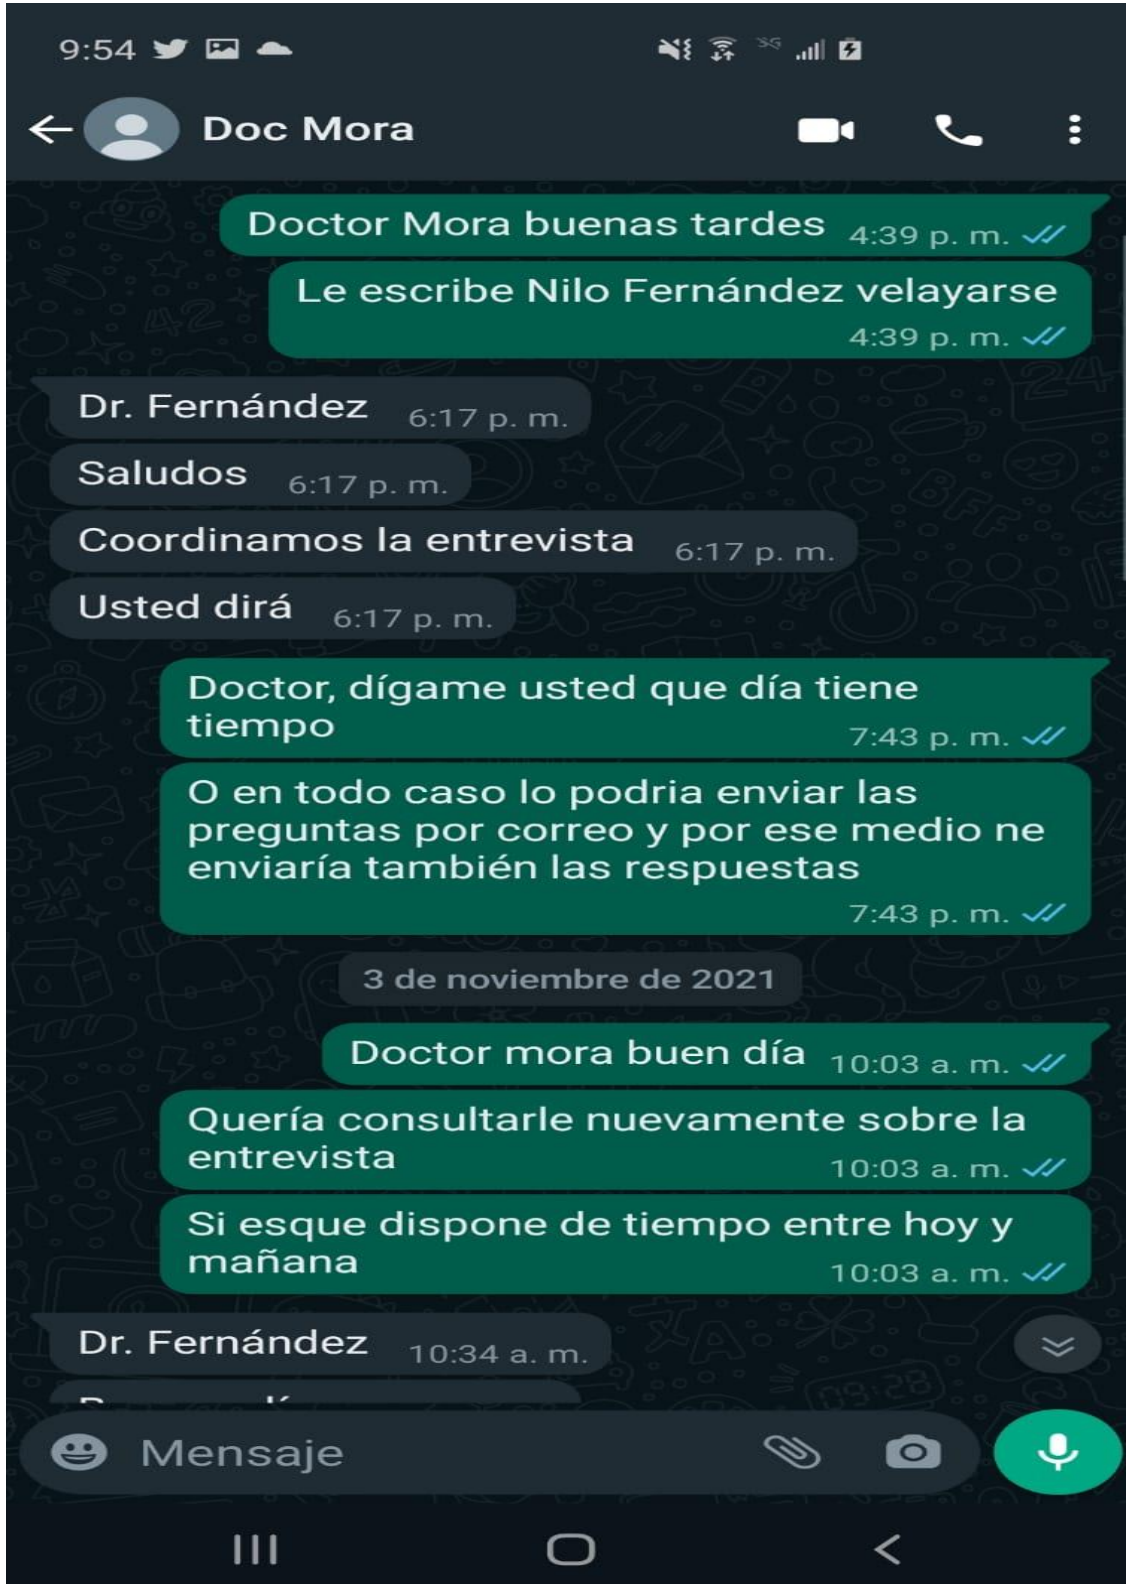 9:54
Doc Mora
Doctor Mora buenas tardes 4:39 p. m.
Le escribe Nilo Fernández velayarse
4:39 p. m.
Dr. Fernández 6:17 p. m.
Saludos 6:17 p. m.
Coordinamos la entrevista 6:17 p. m.
Usted dirá 6:17 p. m.
Doctor, dígame usted que día tiene
tiempo 7:43 p. m.
O en todo caso lo podria enviar las
preguntas por correo y por ese medio ne
enviaría también las respuestas
7:43 p. m.
3 de noviembre de 2021
Doctor mora buen día 10:03 a. m.
Quería consultarle nuevamente sobre la
entrevista 10:03 a. m.
Si esque dispone de tiempo entre hoy y
mañana 10:03 a. m.
Dr. Fernández 10:34 a. m.
Mensaje